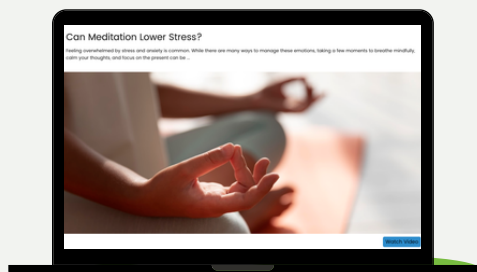 Can Meditation Lower Stress?
Feeling overwhelmed by stress and anxiety is common. While there are many ways to manage these emotions, taking a few moments to breathe mindfully,
calm your thoughts, and focus on the present can be ...
Watch Video